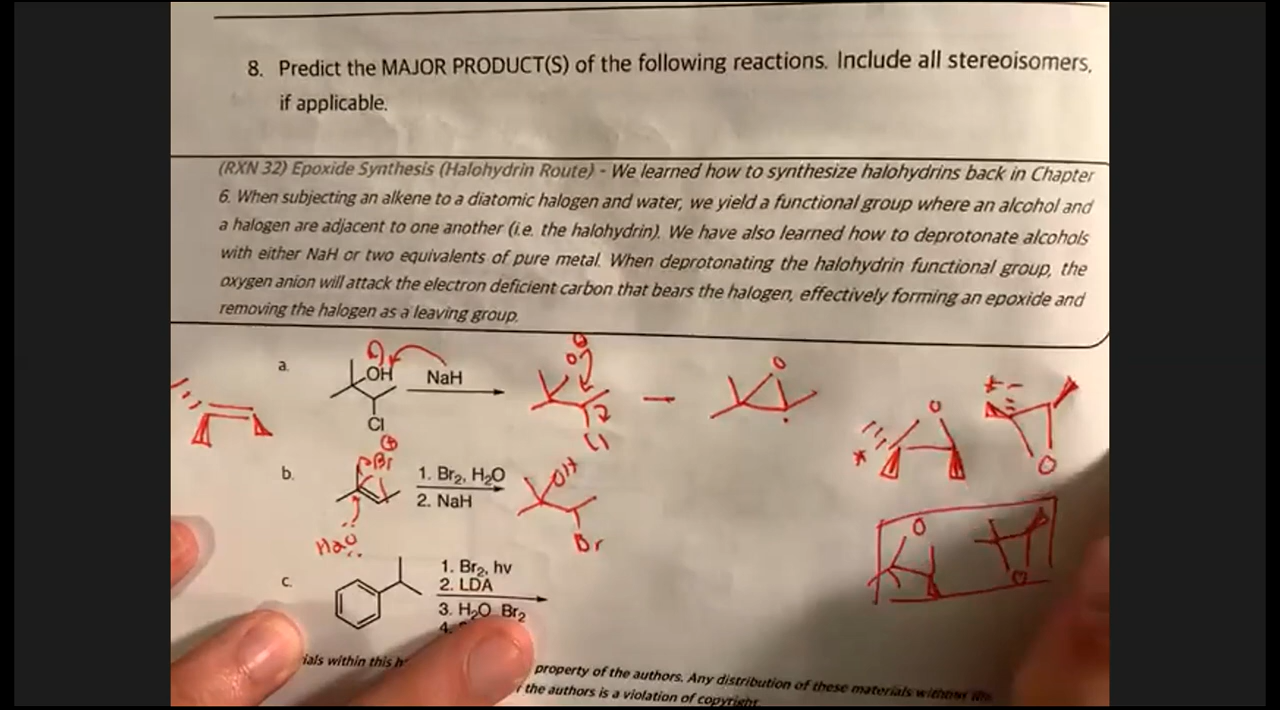 8. Predict the MAJOR PRODUCT(S) of the following reactions. Include all stereoisomers,
if applicable.
(RXN 32) Epoxide Synthesis (Halohydrin Route) - We learned how to synthesize halohydrins back in Chapter
6. When subjecting an alkene to a diatomic halogen and water, we yield a functional group where an alcohol and
a halogen are adjacent to one another (i.e. the halohydrin). We have also learned how to deprotonate alcohols
with either NaH or two equivalents of pure metal. When deprotonating the halohydrin functional group, the
oxygen anion will attack the electron deficient carbon that bears the halogen, effectively forming an epoxide and
removing the halogen as a leaving group.
a.
OH
Cl
NaH
O
Cl
O
O
O
b.
Br
H2O
1. Br2, H2O
2. NaH
OH
Br
O
O
c.
1. Br2, hv
2. LDA
3. H2O Br2
4.
ials within this
property of the authors. Any distribution of these materials without
the authors is a violation of copyright